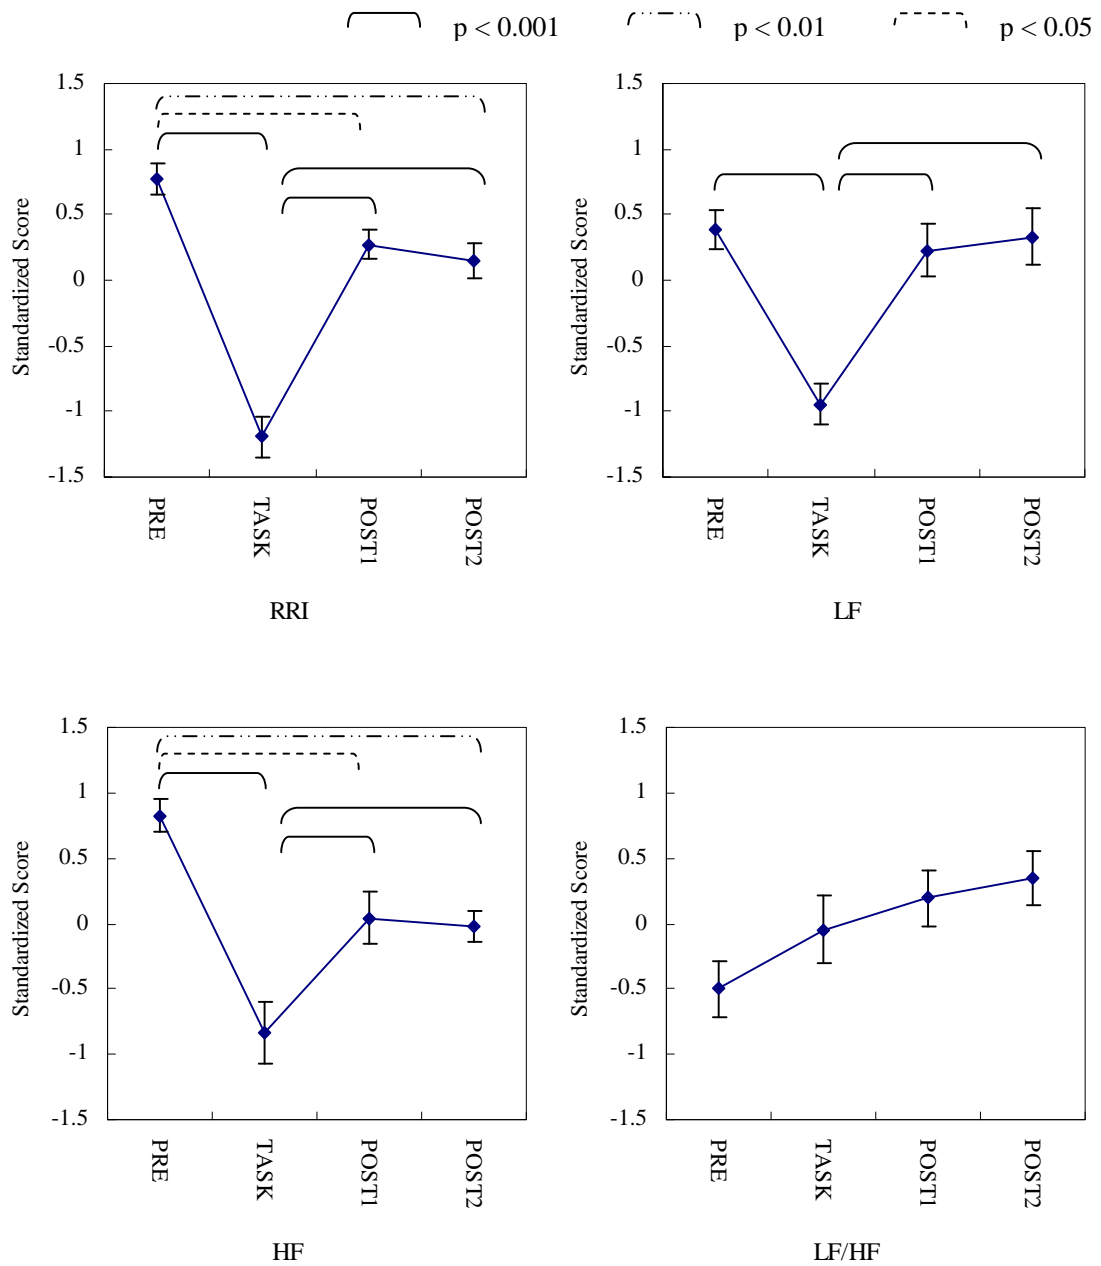 p < 0.001 p < 0.01 p < 0.05
Standardized Score
1.5
1
0.5
0
-0.5
-1
-1.5
PRE
TASK
POST1
POST2
RRI
Standardized Score
1.5
1
0.5
0
-0.5
-1
-1.5
PRE
TASK
POST1
POST2
LF
Standardized Score
1.5
1
0.5
0
-0.5
-1
-1.5
PRE
TASK
POST1
POST2
HF
Standardized Score
1.5
1
0.5
0
-0.5
-1
-1.5
PRE
TASK
POST1
POST2
LF/HF